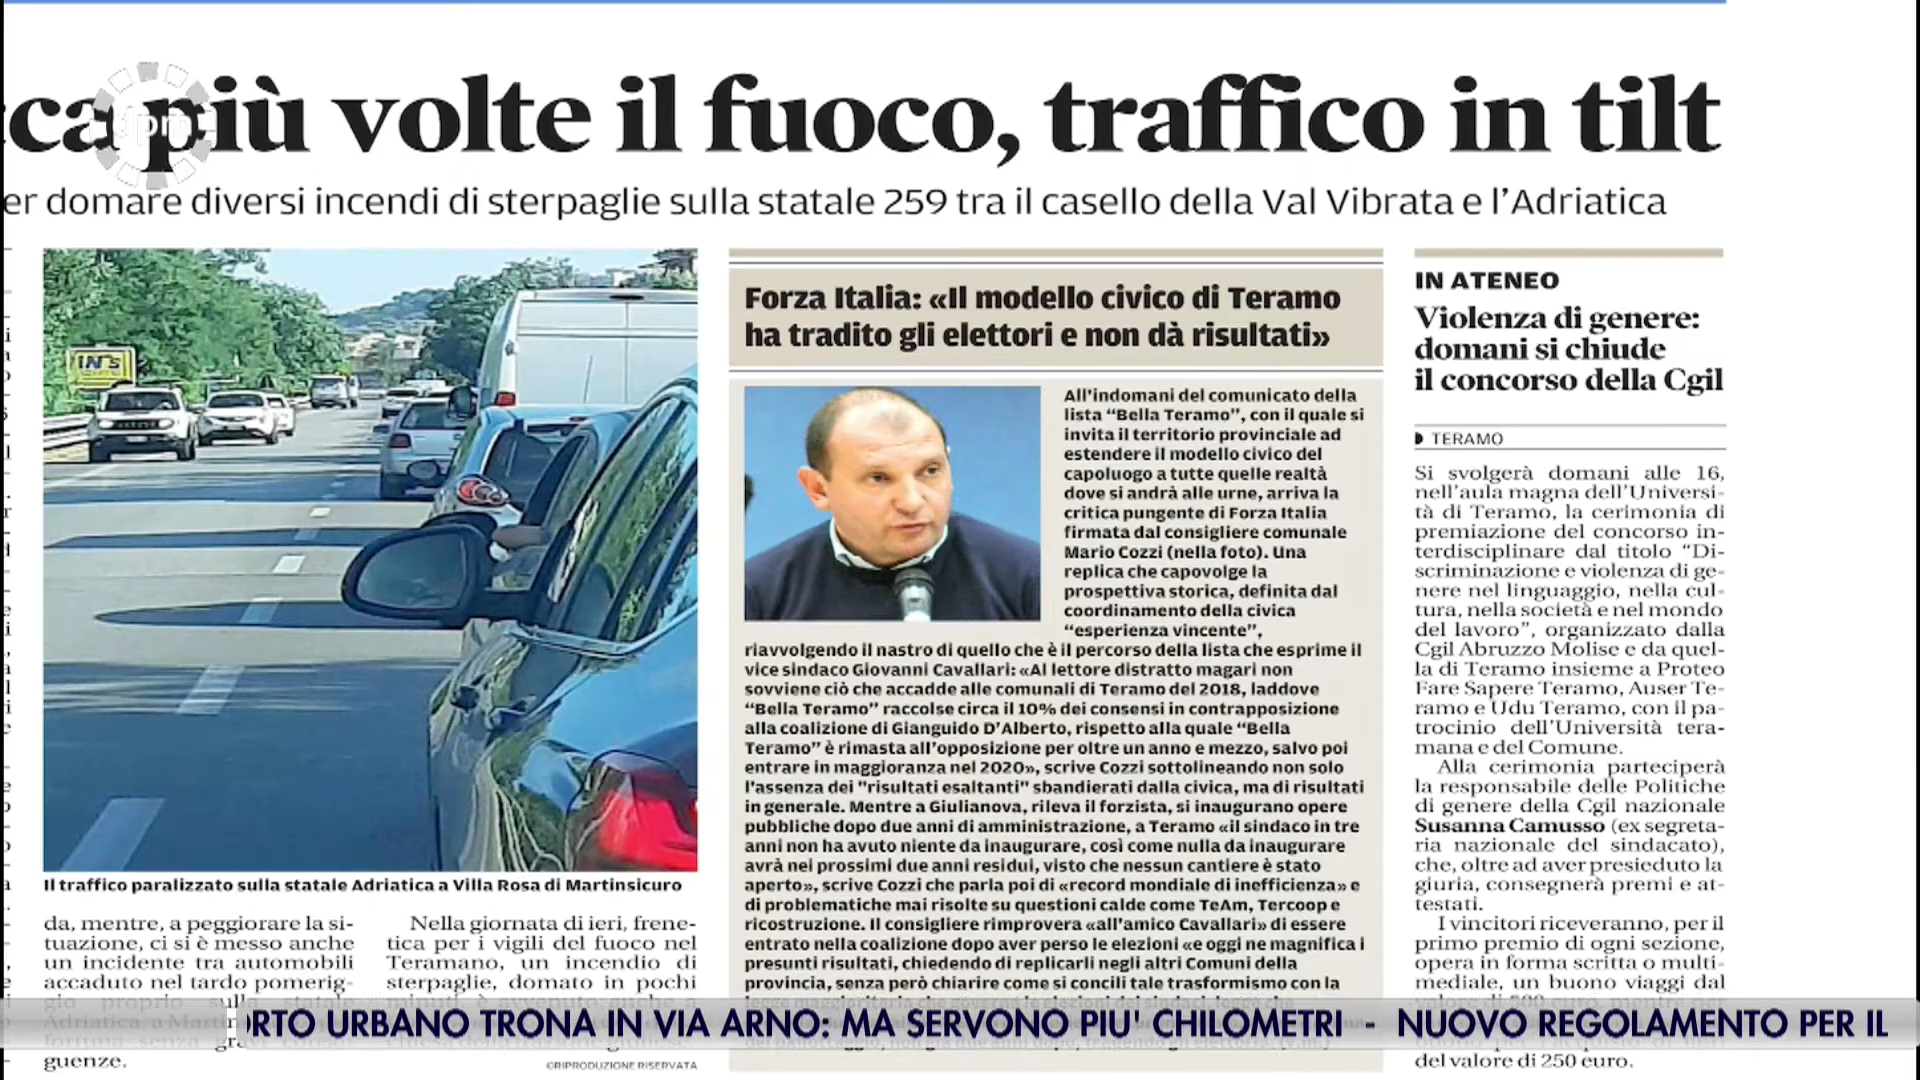 più volte il fuoco, traffico in tilt
er domare diversi incendi di sterpaglie sulla statale 259 tra il casello della Val Vibrata e l'Adriatica
IN's
Il traffico paralizzato sulla statale Adriatica a Villa Rosa di Martinsicuro
da, mentre, a peggiorare la si-
tuazione, ci si è messo anche
un incidente tra automobili
accaduto nel tardo pomerig-
gio proprio sulla statale
guenze.
Nella giornata di ieri, frene-
tica per i vigili del fuoco nel
Teramano, un incendio di
sterpaglie, domato in pochi
©RIPRODUZIONE RISERVATA
Forza Italia: «Il modello civico di Teramo
ha tradito gli elettori e non dà risultati»
All'indomani del comunicato della
lista “Bella Teramo”, con il quale si
invita il territorio provinciale ad
estendere il modello civico del
capoluogo a tutte quelle realtà
dove si andrà alle urne, arriva la
critica pungente di Forza Italia
firmata dal consigliere comunale
Mario Cozzi (nella foto). Una
replica che capovolge la
prospettiva storica, definita dal
coordinamento della civica
“esperienza vincente”,
riavvolgendo il nastro di quello che è il percorso della lista che esprime il
vice sindaco Giovanni Cavallari: «Al lettore distratto magari non
sovviene ciò che accadde alle comunali di Teramo del 2018, laddove
“Bella Teramo” raccolse circa il 10% dei consensi in contrapposizione
alla coalizione di Gianguido D'Alberto, rispetto alla quale “Bella
Teramo” è rimasta all'opposizione per oltre un anno e mezzo, salvo poi
entrare in maggioranza nel 2020», scrive Cozzi sottolineando non solo
l'assenza dei "risultati esaltanti" sbandierati dalla civica, ma di risultati
in generale. Mentre a Giulianova, rileva il forzista, si inaugurano opere
pubbliche dopo due anni di amministrazione, a Teramo «il sindaco in tre
anni non ha avuto niente da inaugurare, così come nulla da inaugurare
avrà nei prossimi due anni residui, visto che nessun cantiere è stato
aperto», scrive Cozzi che parla poi di «record mondiale di inefficienza» e
di problematiche mai risolte su questioni calde come TeAm, Tercoop e
ricostruzione. Il consigliere rimprovera «all'amico Cavallari» di essere
entrato nella coalizione dopo aver perso le elezioni «e oggi ne magnifica i
presunti risultati, chiedendo di replicarli negli altri Comuni della
provincia, senza però chiarire come si concili tale trasformismo con la
IN ATENEO
Violenza di genere:
domani si chiude
il concorso della Cgil
TERAMO
Si svolgerà domani alle 16,
nell'aula magna dell'Universi-
tà di Teramo, la cerimonia di
premiazione del concorso in-
terdisciplinare dal titolo “Di-
scriminazione e violenza di ge-
nere nel linguaggio, nella cul-
tura, nella società e nel mondo
del lavoro”, organizzato dalla
Cgil Abruzzo Molise e da quel-
la di Teramo insieme a Proteo
Fare Sapere Teramo, Auser Te-
ramo e Udu Teramo, con il pa-
trocinio dell'Università tera-
mana e del Comune.
Alla cerimonia parteciperà
la responsabile delle Politiche
di genere della Cgil nazionale
Susanna Camusso (ex segreta-
ria nazionale del sindacato),
che, oltre ad aver presieduto la
giuria, consegnerà premi e at-
testati.
I vincitori riceveranno, per il
primo premio di ogni sezione,
opera in forma scritta o multi-
mediale, un buono viaggi dal
del valore di 250 euro.
ORTO URBANO TRONA IN VIA ARNO: MA SERVONO PIU' CHILOMETRI - NUOVO REGOLAMENTO PER IL